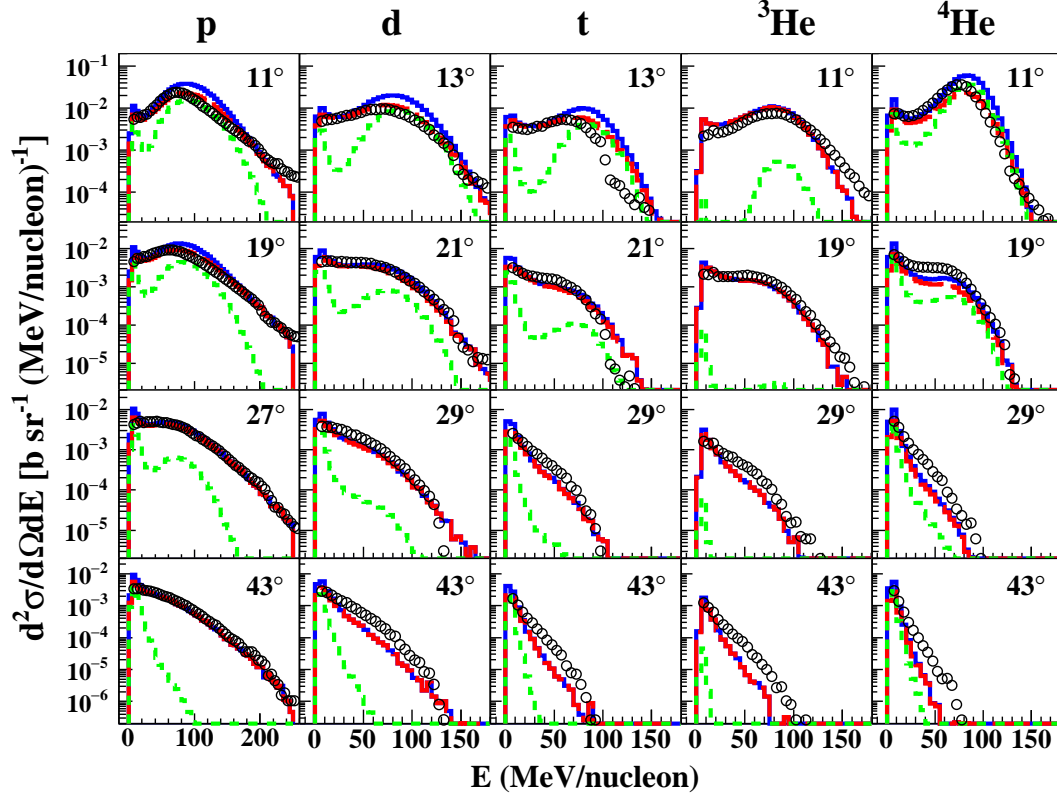 p d t ³He ⁴He
10⁻¹ 11° 13° 13° 11° 11°
10⁻²
10⁻³
10⁻⁴
10⁻² 19° 21° 21° 19° 19°
10⁻³
10⁻⁴
10⁻⁵
10⁻² 27° 29° 29° 29° 29°
10⁻³
10⁻⁴
10⁻⁵
10⁻² 43° 43° 43° 43° 43°
10⁻³
10⁻⁴
10⁻⁵
10⁻⁶
d²σ/dΩdE [b sr⁻¹ (MeV/nucleon)⁻¹]
0 100 200 0 50 100 150 0 50 100 150 0 50 100 150 0 50 100 150
E (MeV/nucleon)